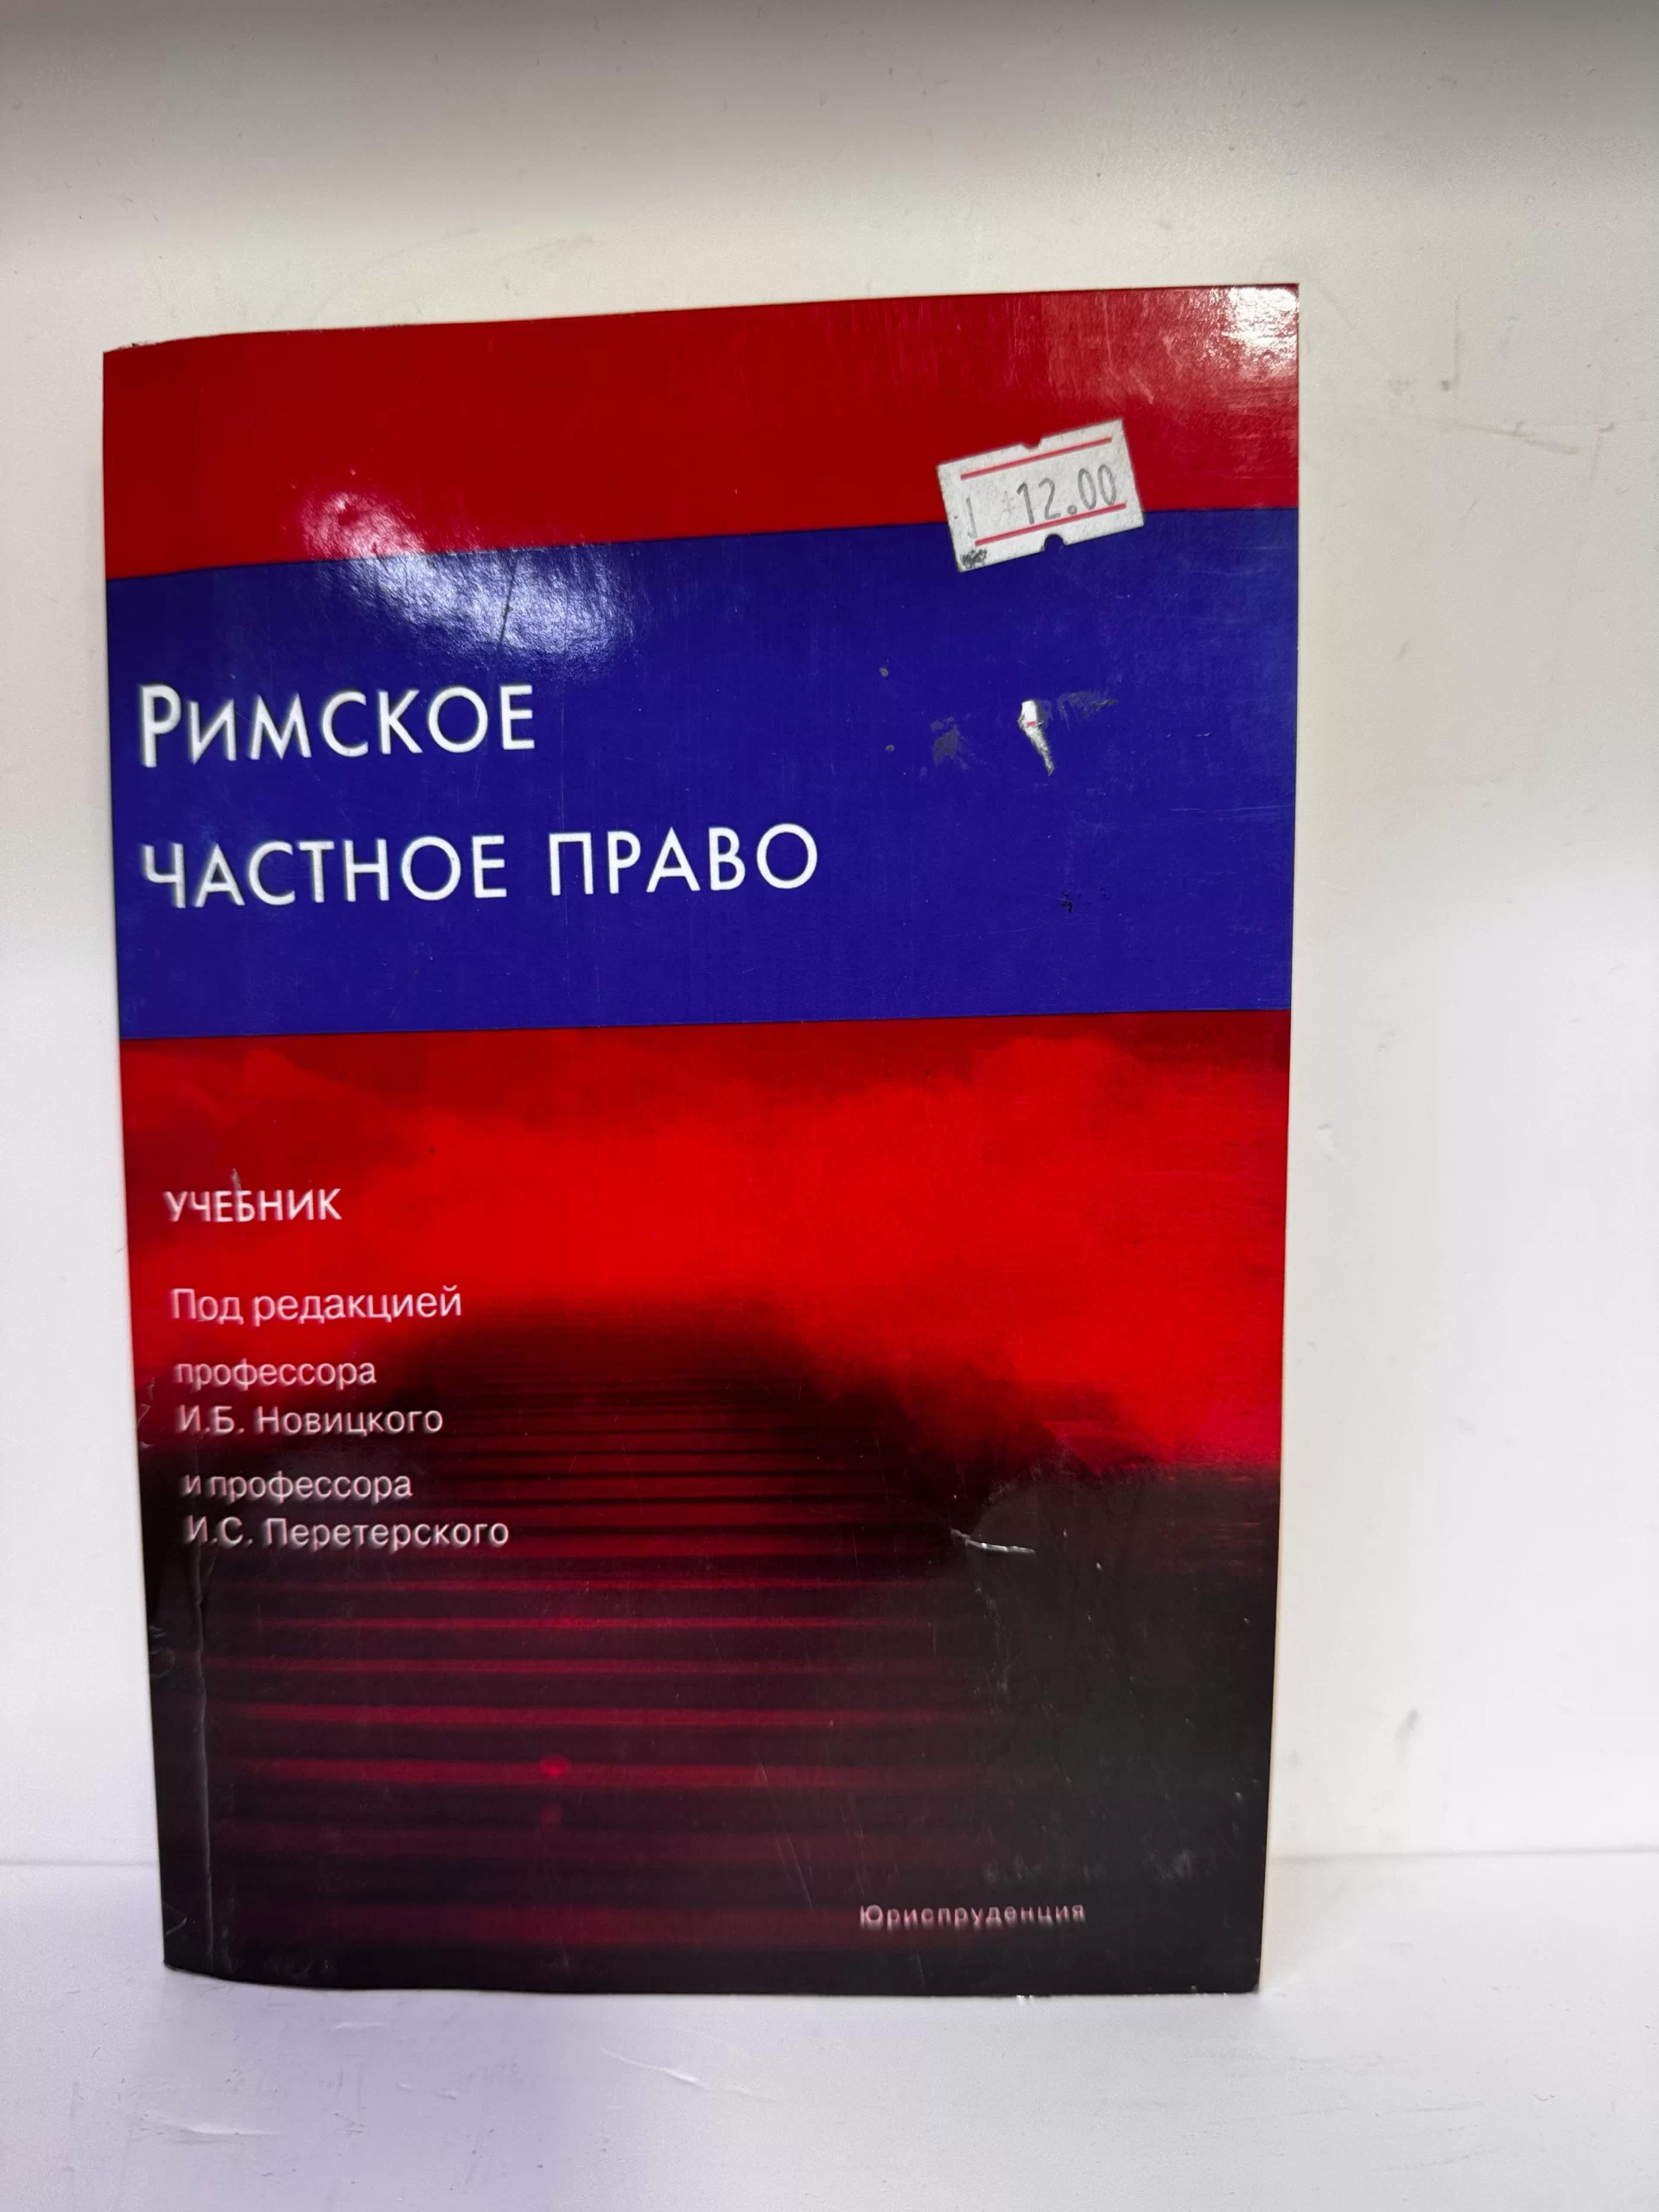 12.00
Римское
частное право
учебник
Под редакцией
профессора
И.Б. Новицкого
и профессора
И.С. Перетерского
Юриспруденция